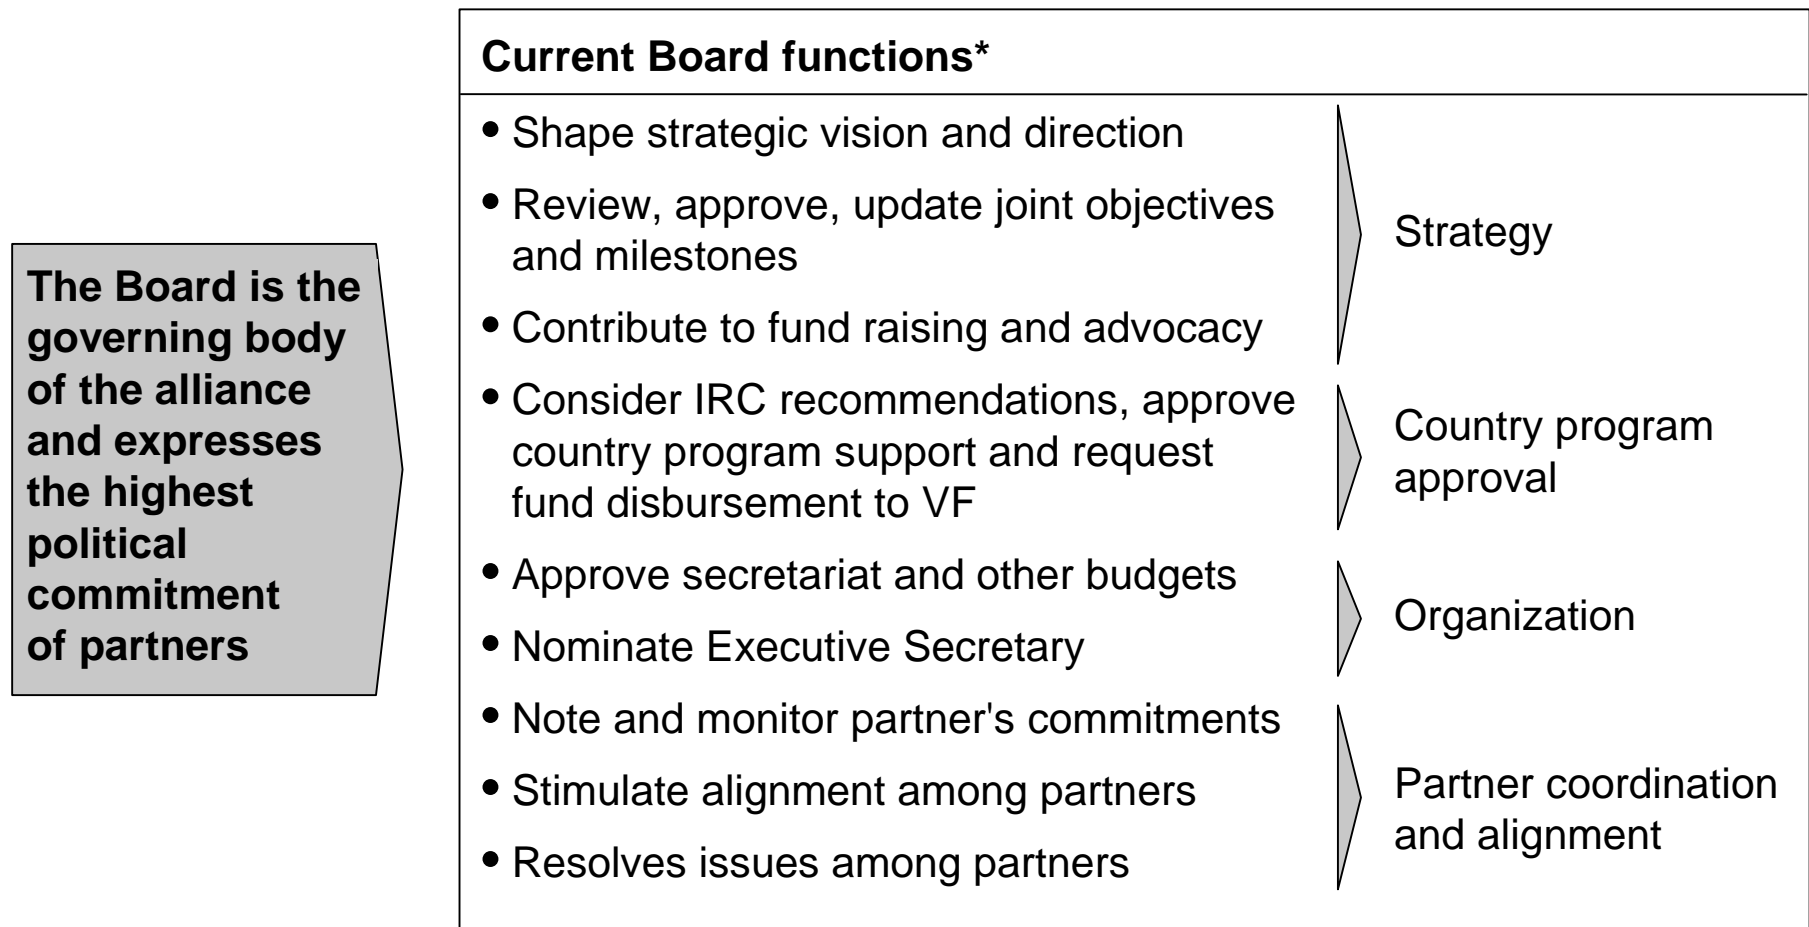 The Board is the
governing body
of the alliance
and expresses
the highest
political
commitment
of partners
Current Board functions*
• Shape strategic vision and direction
• Review, approve, update joint objectives
and milestones
• Contribute to fund raising and advocacy
Strategy
• Consider IRC recommendations, approve
country program support and request
fund disbursement to VF
Country program
approval
• Approve secretariat and other budgets
• Nominate Executive Secretary
Organization
• Note and monitor partner's commitments
• Stimulate alignment among partners
• Resolves issues among partners
Partner coordination
and alignment